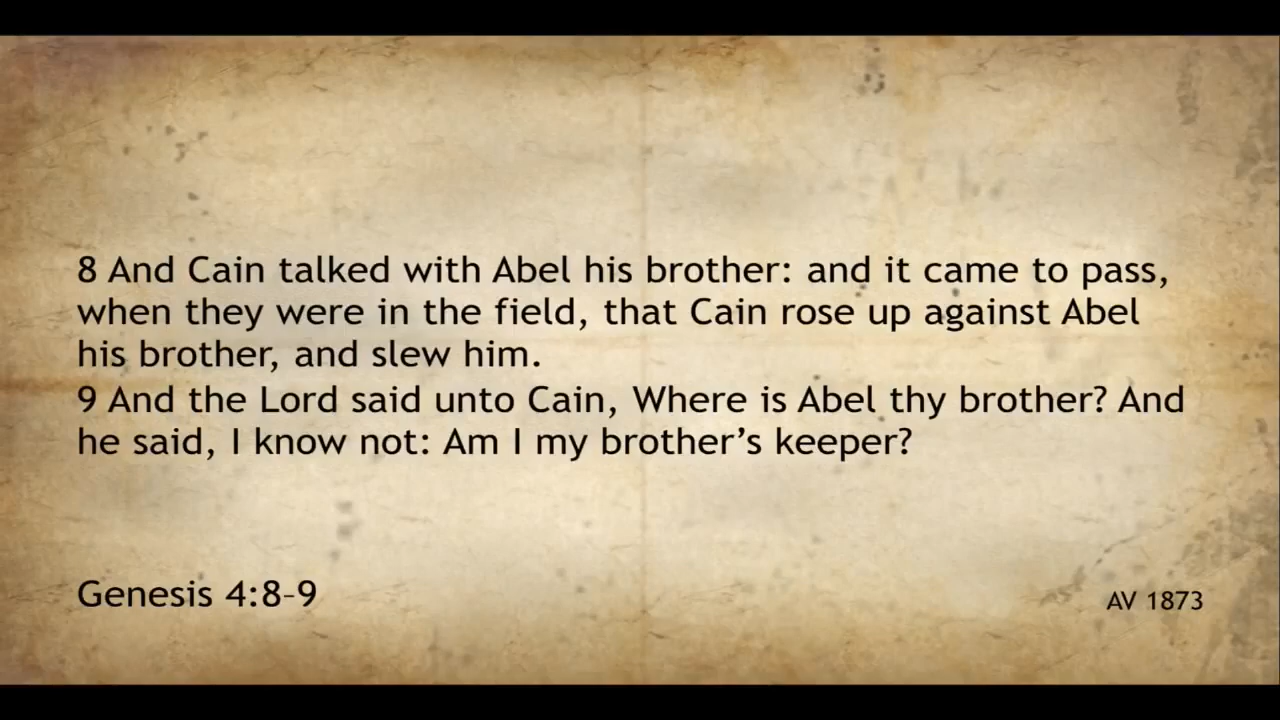 8 And Cain talked with Abel his brother: and it came to pass,
when they were in the field, that Cain rose up against Abel
his brother, and slew him.
9 And the Lord said unto Cain, Where is Abel thy brother? And
he said, I know not: Am I my brother’s keeper?
Genesis 4:8–9
AV 1873